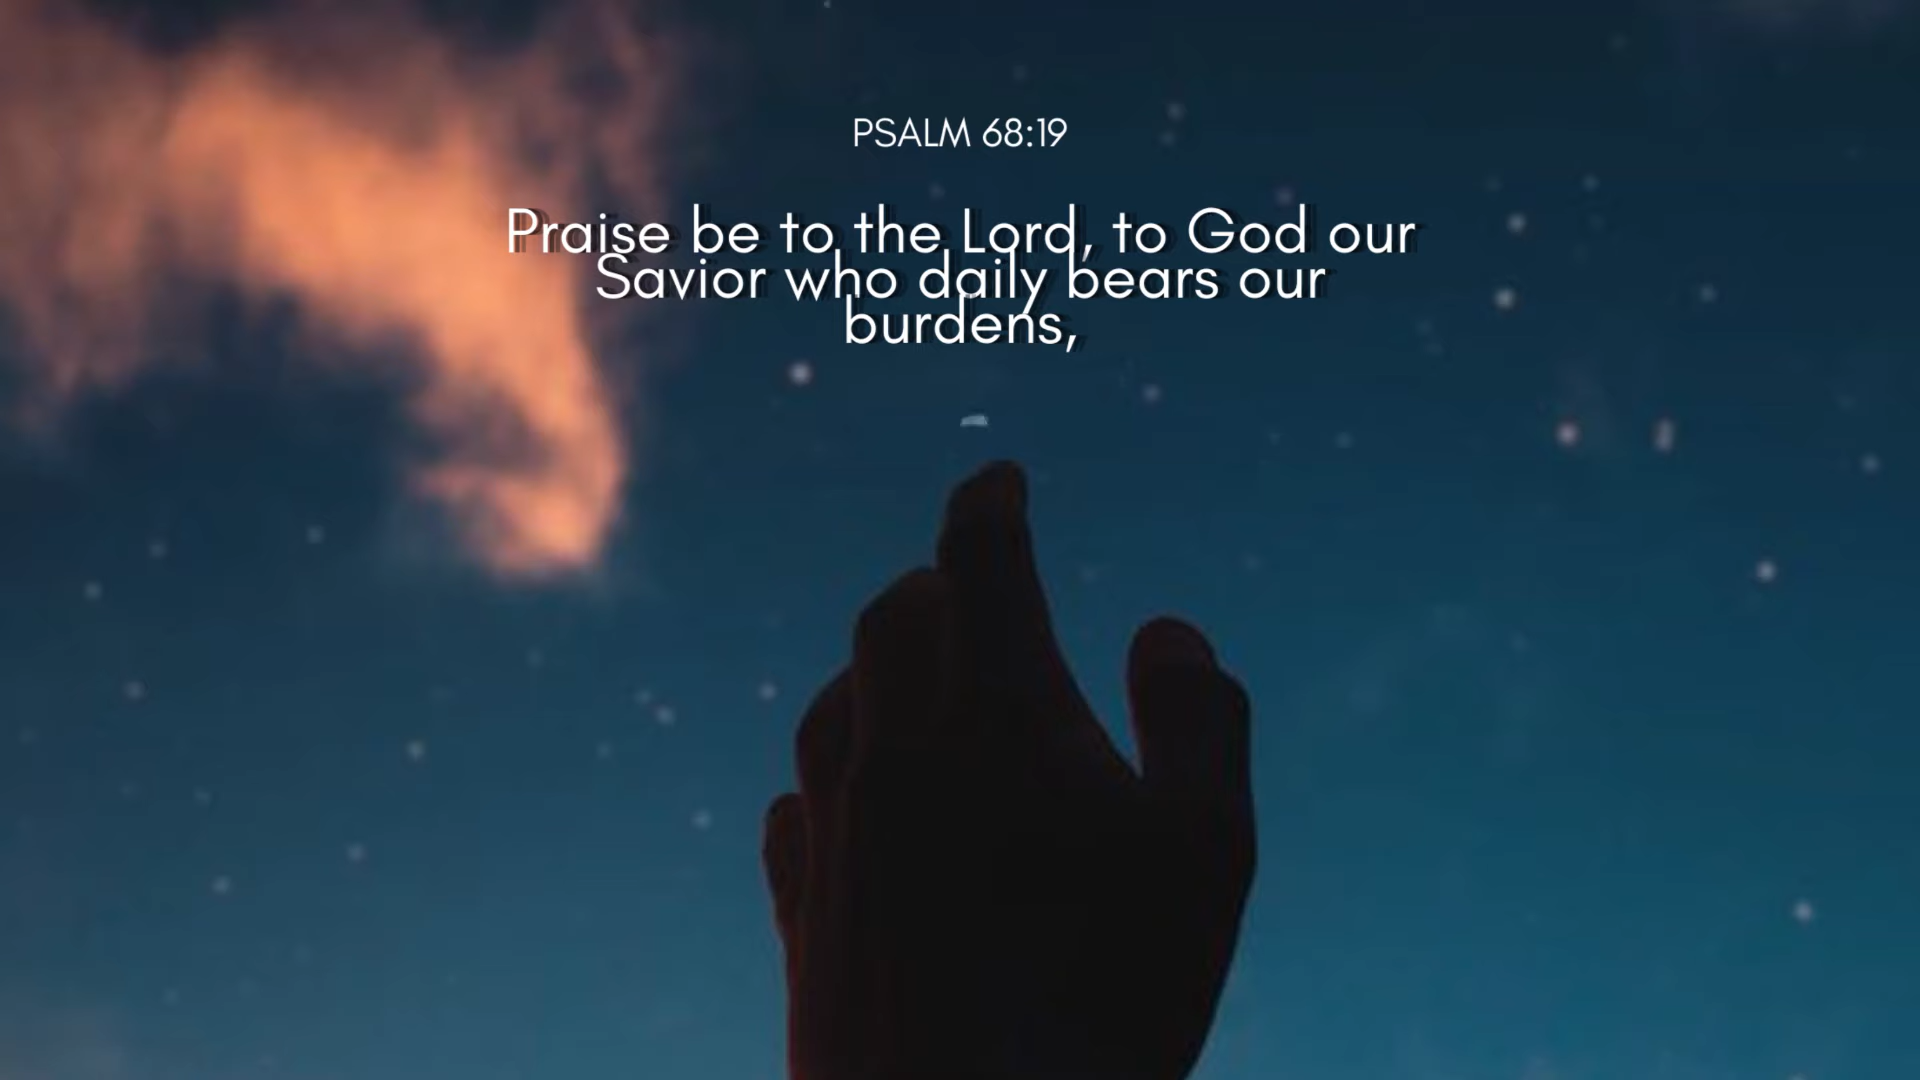 PSALM 68:19
Praise be to the Lord, to God our
Savior who daily bears our
burdens,